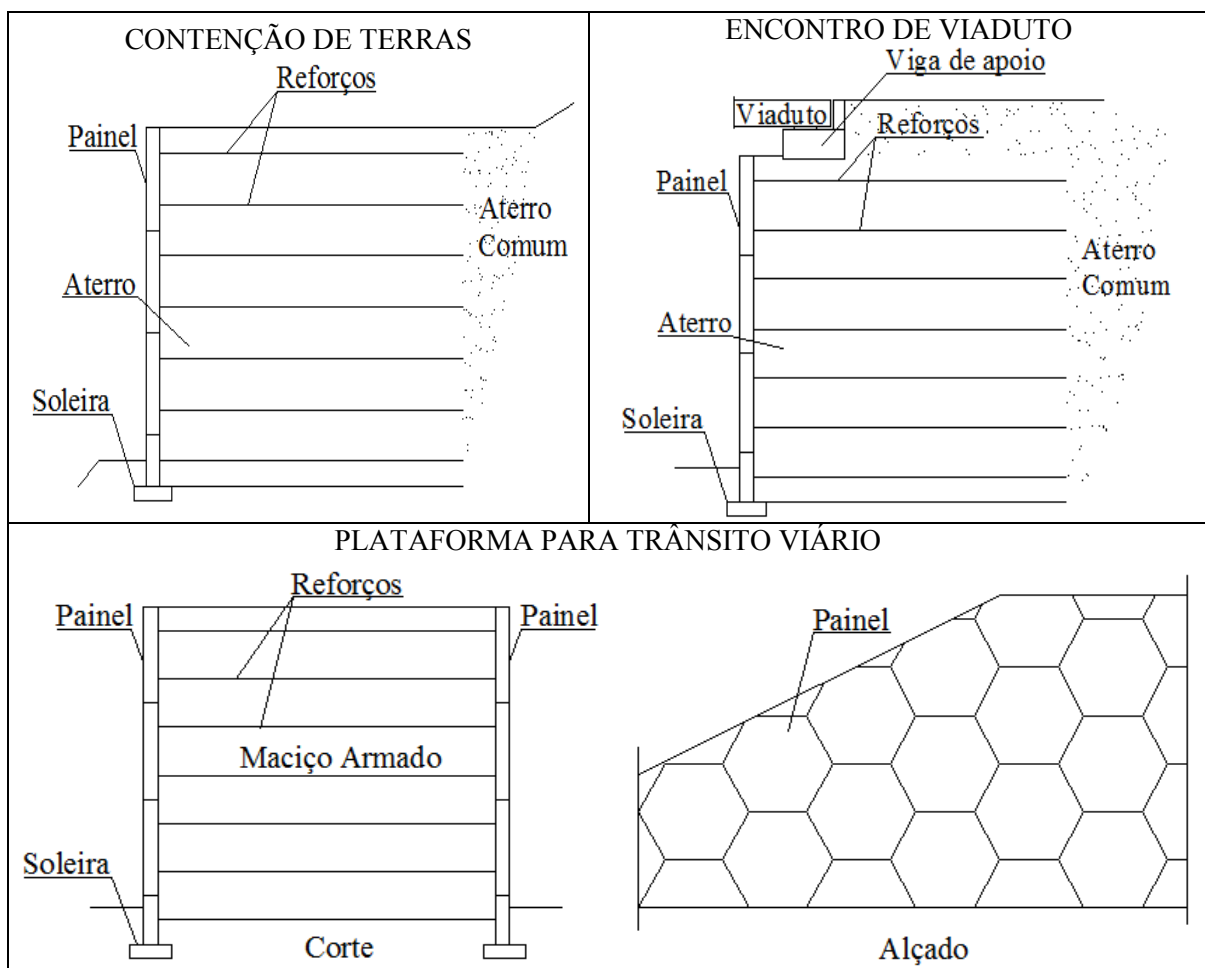 CONTENÇÃO DE TERRAS
Reforços
Painel
Aterro
Comum
Aterro
Soleira
ENCONTRO DE VIADUTO
Viga de apoio
Viaduto
Reforços
Painel
Aterro
Comum
Aterro
Soleira
PLATAFORMA PARA TRÂNSITO VIÁRIO
Reforços
Painel
Painel
Maciço Armado
Soleira
Corte
Painel
Alçado